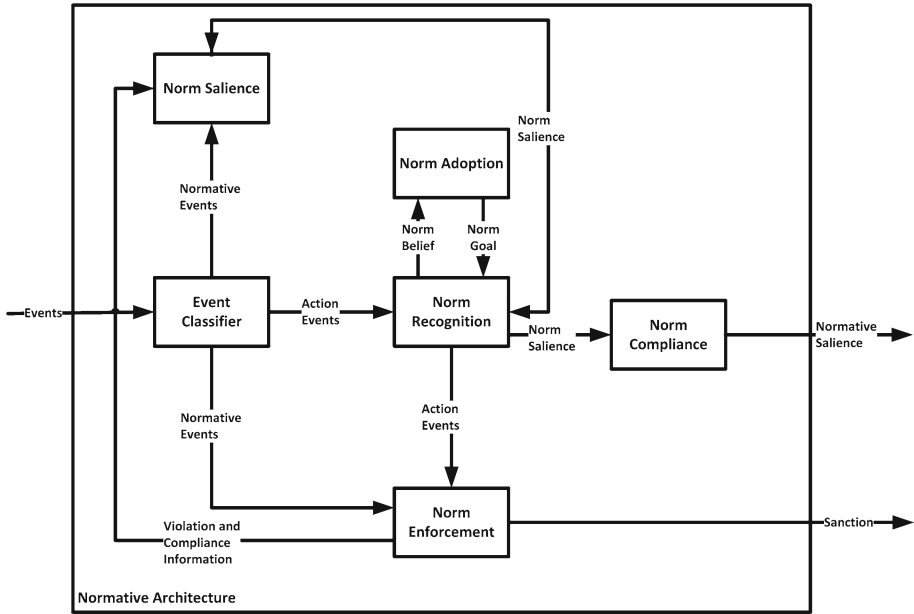 Norm Salience
Norm
Salience
Norm Adoption
Normative
Events
Norm
Belief
Norm
Goal
Events
Event
Classifier
Action
Events
Norm
Recognition
Norm
Salience
Norm
Compliance
Normative
Salience
Normative
Events
Action
Events
Norm
Enforcement
Violation and
Compliance
Information
Sanction
Normative Architecture